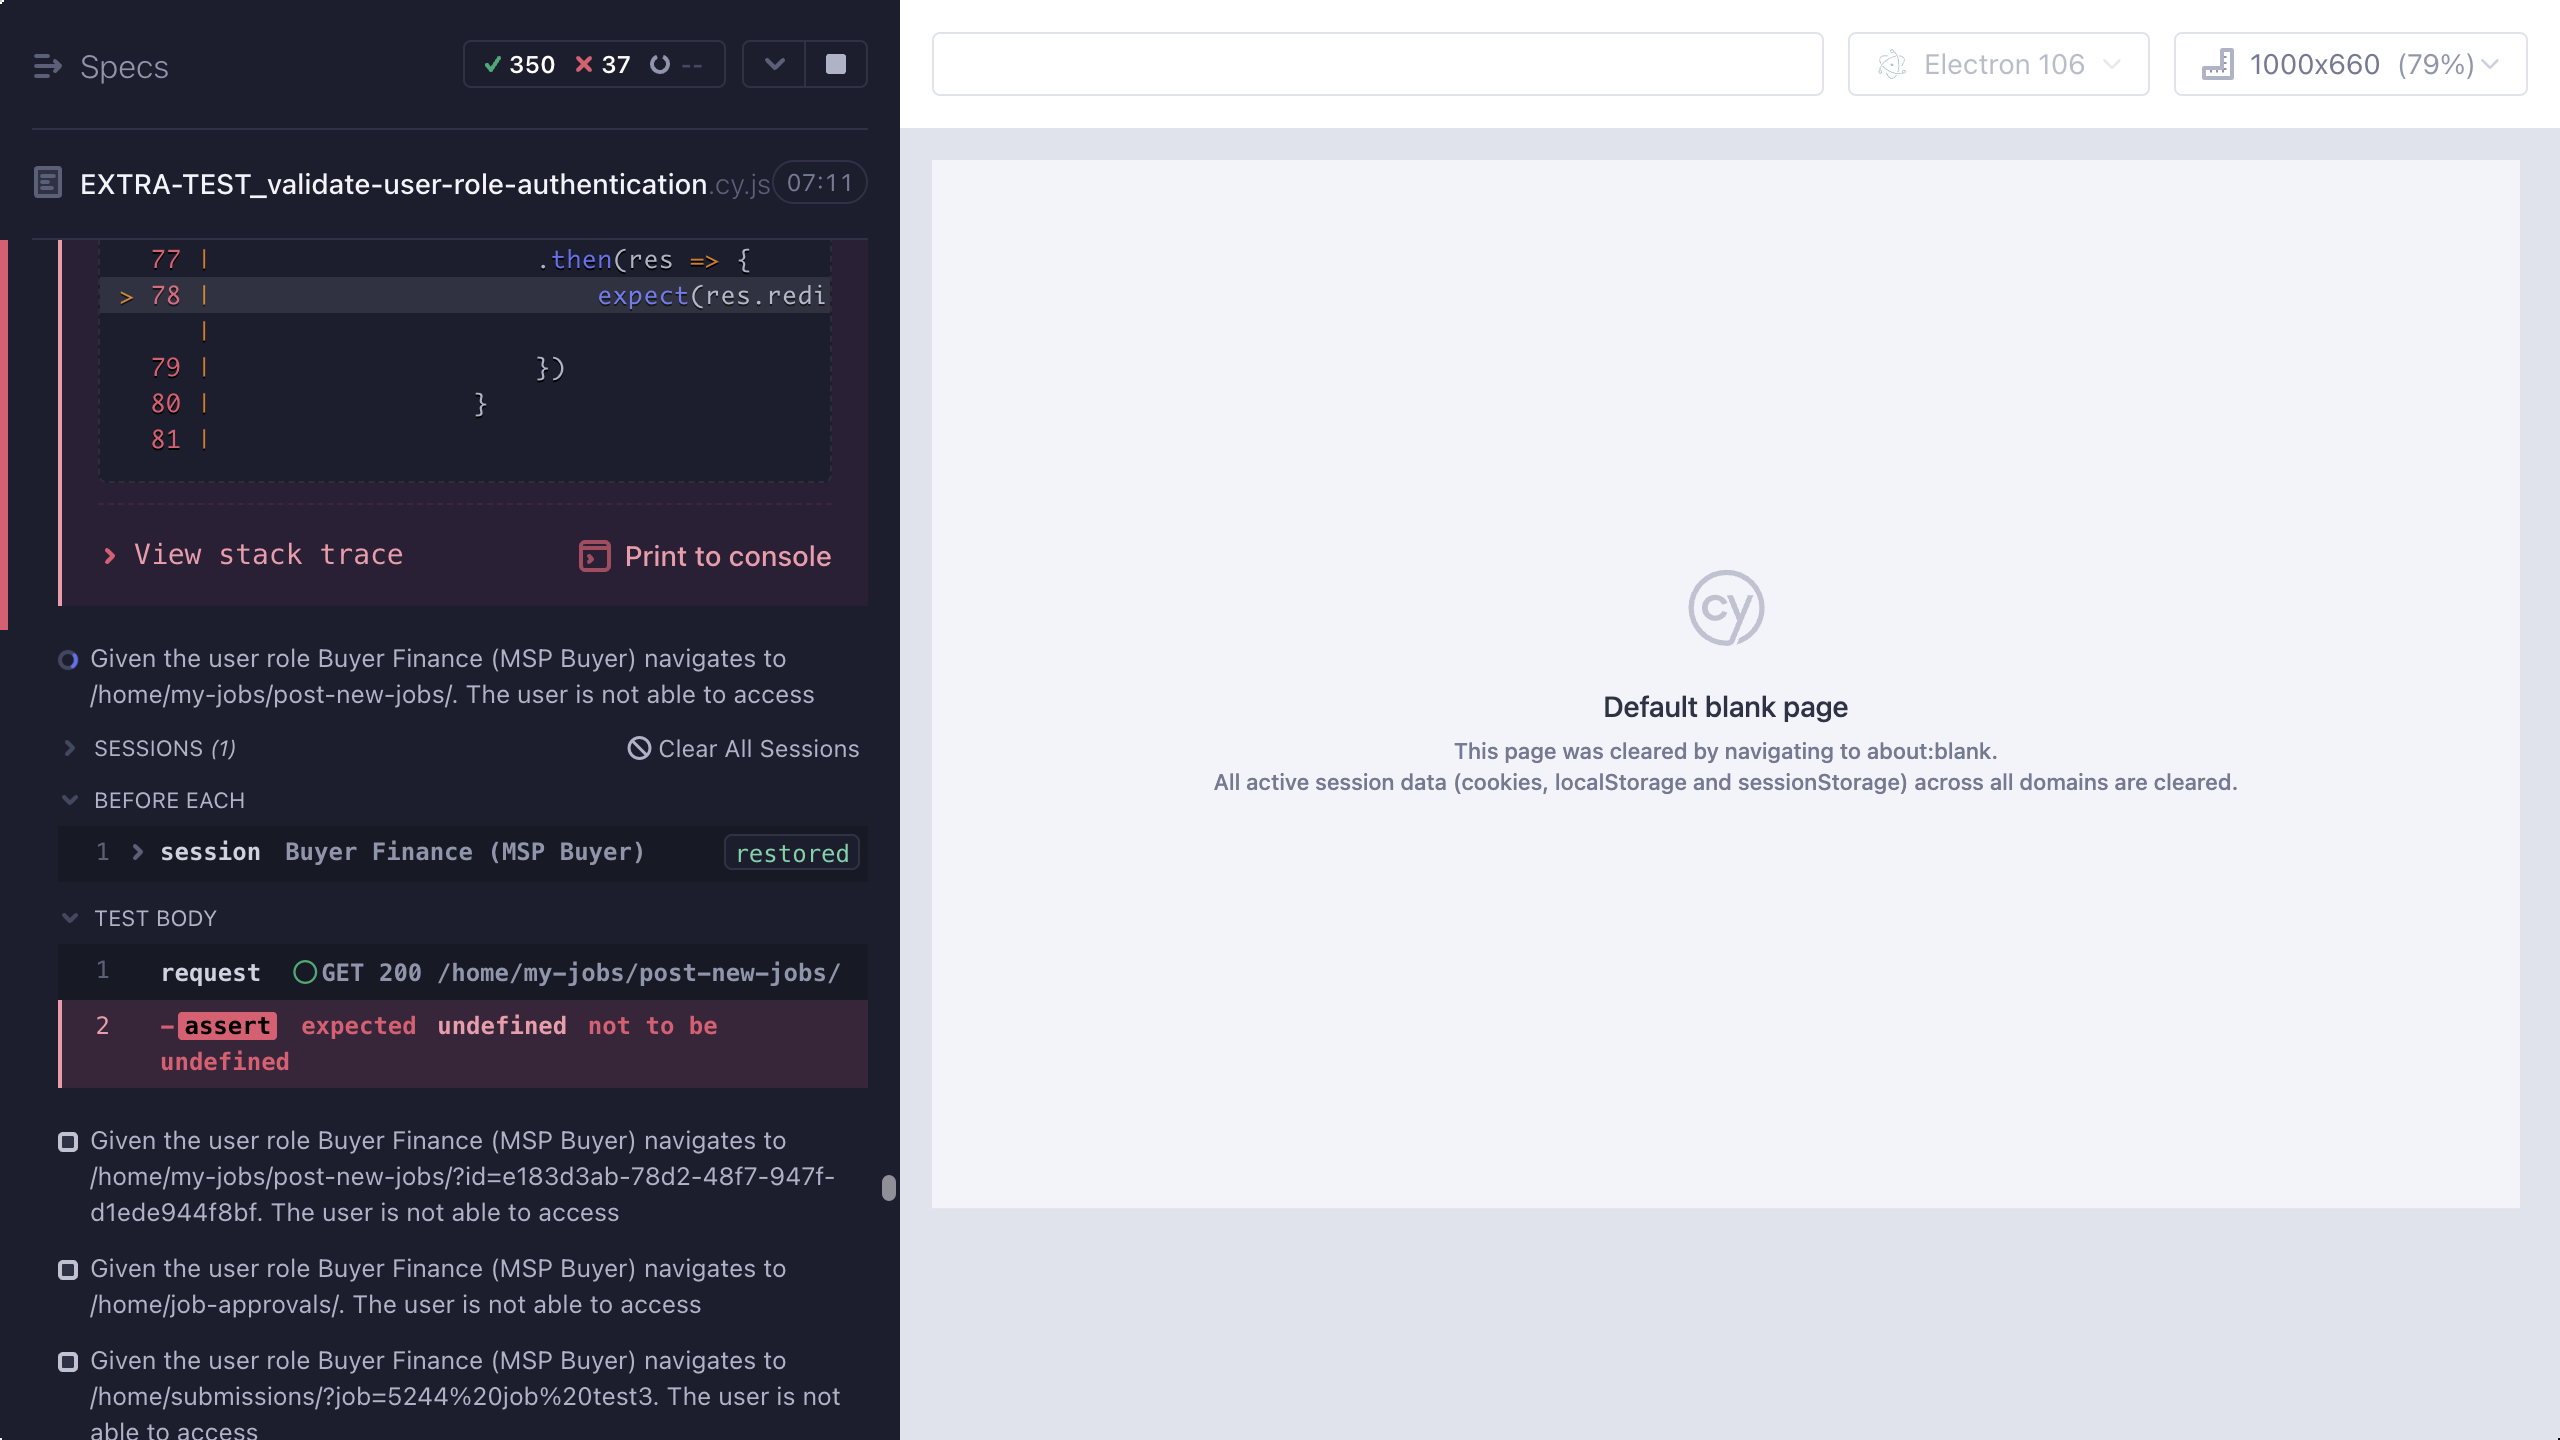 Specs
350 37 --
EXTRA-TEST_validate-user-role-authentication.cy.js 07:11
77 | .then(res => {
> 78 | expect(res.redi
|
79 | })
80 | }
81 |
View stack trace
Print to console
Given the user role Buyer Finance (MSP Buyer) navigates to
/home/my-jobs/post-new-jobs/. The user is not able to access
SESSIONS (1)
Clear All Sessions
BEFORE EACH
1 session Buyer Finance (MSP Buyer) restored
TEST BODY
1 request GET 200 /home/my-jobs/post-new-jobs/
2 -assert expected undefined not to be
undefined
Given the user role Buyer Finance (MSP Buyer) navigates to
/home/my-jobs/post-new-jobs/?id=e183d3ab-78d2-48f7-947f-
d1ede944f8bf. The user is not able to access
Given the user role Buyer Finance (MSP Buyer) navigates to
/home/job-approvals/. The user is not able to access
Given the user role Buyer Finance (MSP Buyer) navigates to
/home/submissions/?job=5244%20job%20test3. The user is not
able to access
Electron 106
1000x660 (79%)
cy
Default blank page
This page was cleared by navigating to about:blank.
All active session data (cookies, localStorage and sessionStorage) across all domains are cleared.